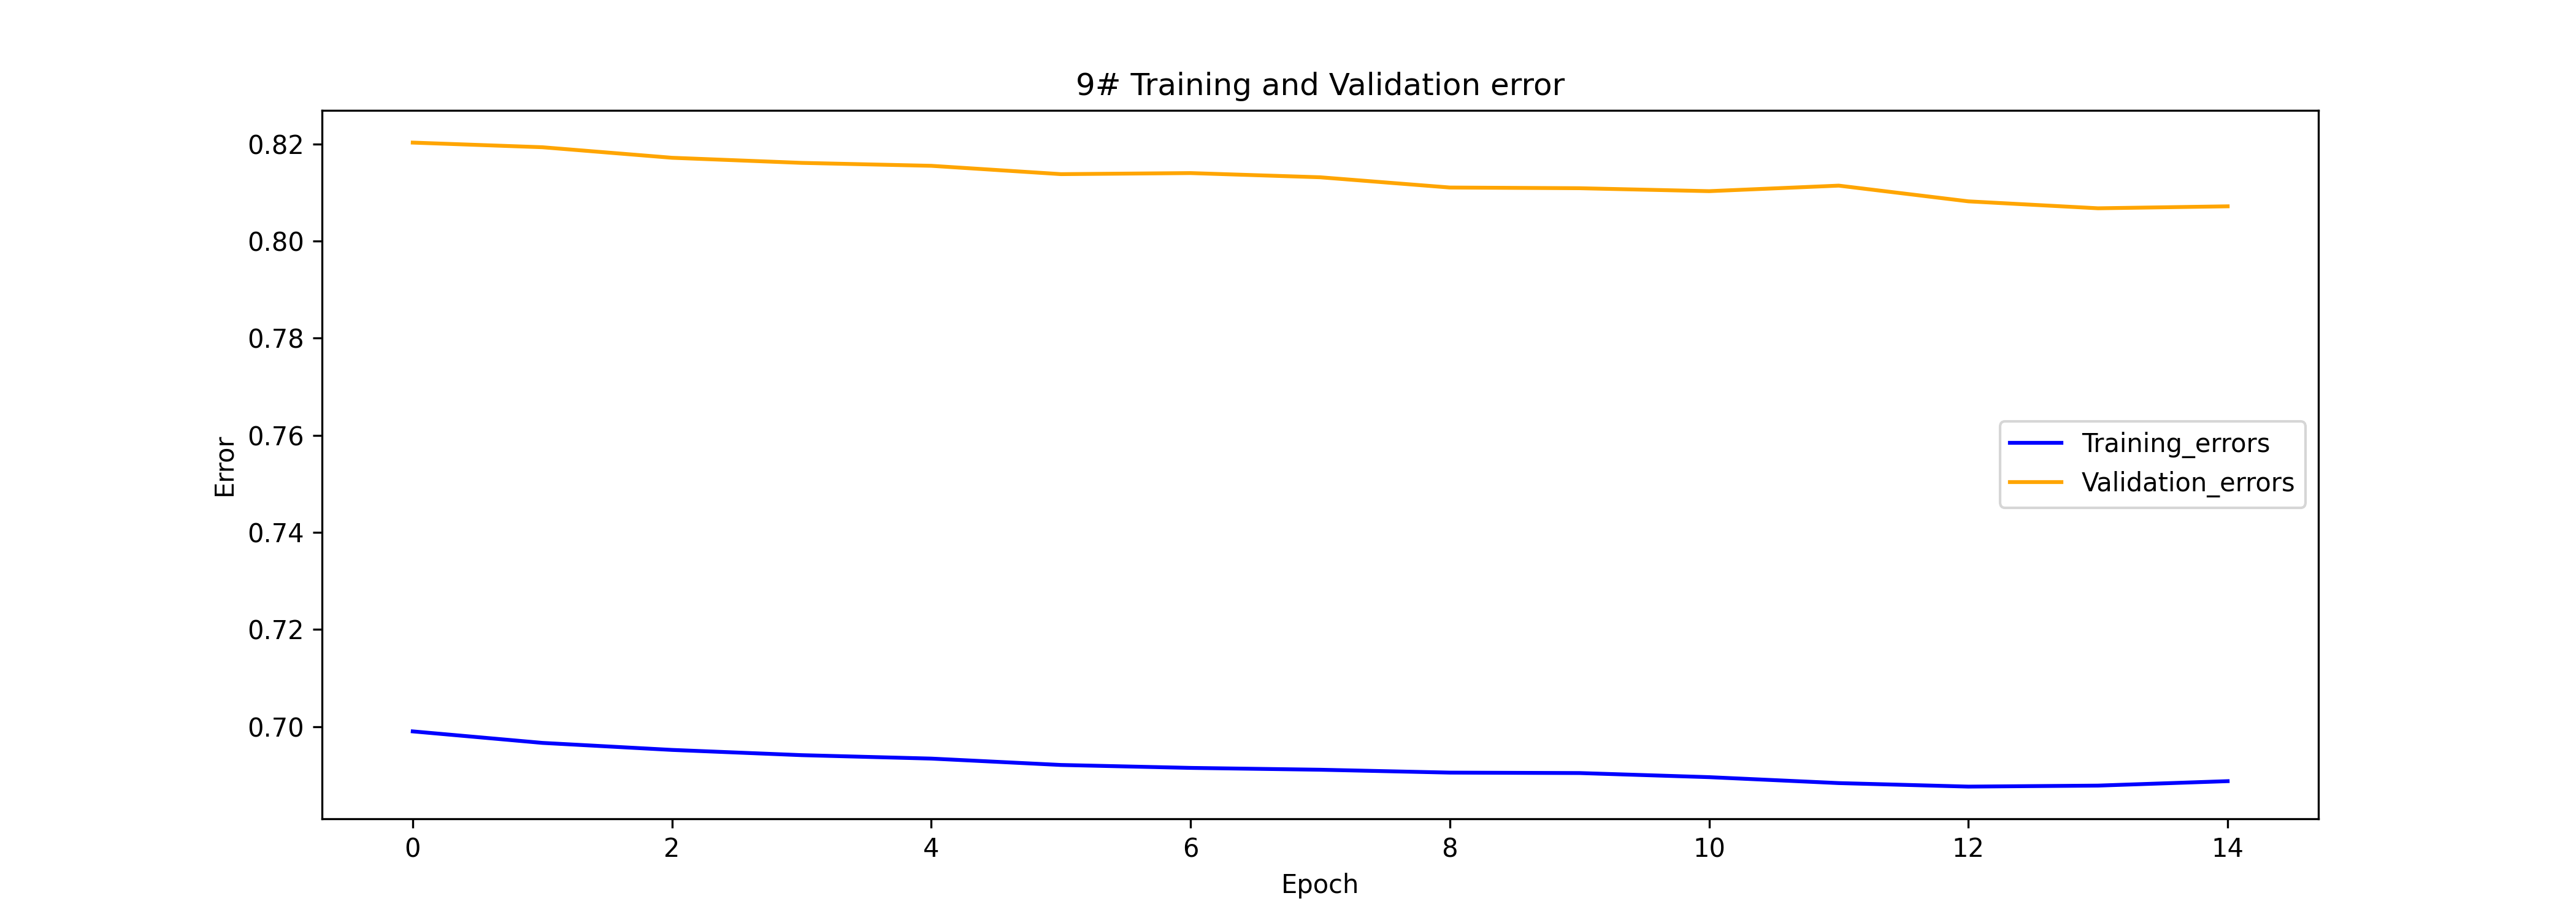 9# Training and Validation error
0.82
0.80
0.78
0.76
0.74
0.72
0.70
Error
Training_errors
Validation_errors
0 2 4 6 8 10 12 14
Epoch